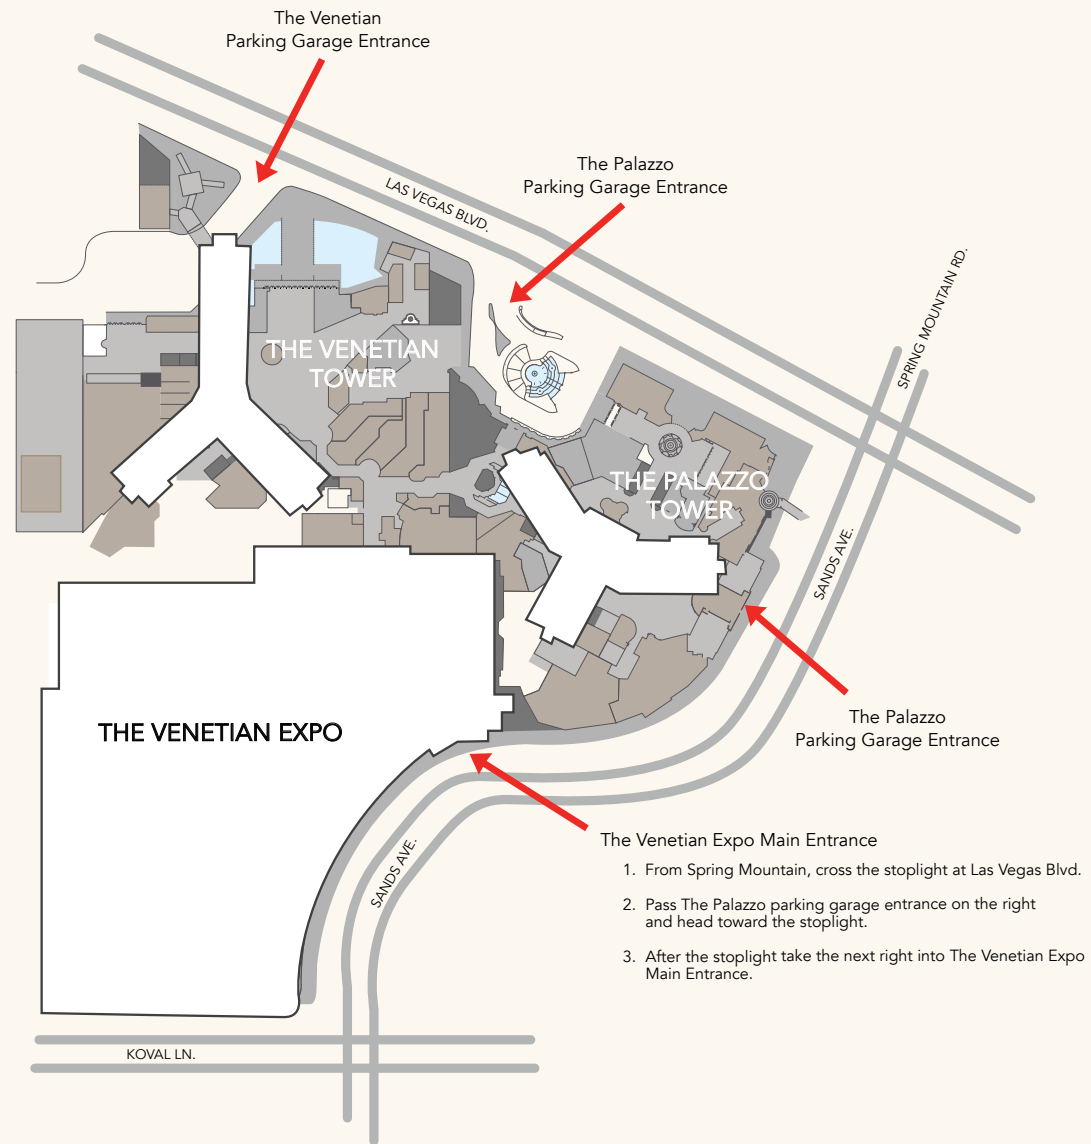 The Venetian
Parking Garage Entrance
The Palazzo
Parking Garage Entrance
LAS VEGAS BLVD.
SPRING MOUNTAIN RD.
THE VENETIAN
TOWER
THE PALAZZO
TOWER
SANDS AVE.
The Palazzo
Parking Garage Entrance
THE VENETIAN EXPO
The Venetian Expo Main Entrance
1. From Spring Mountain, cross the stoplight at Las Vegas Blvd.
2. Pass The Palazzo parking garage entrance on the right
and head toward the stoplight.
3. After the stoplight take the next right into The Venetian Expo
Main Entrance.
SANDS AVE.
KOVAL LN.